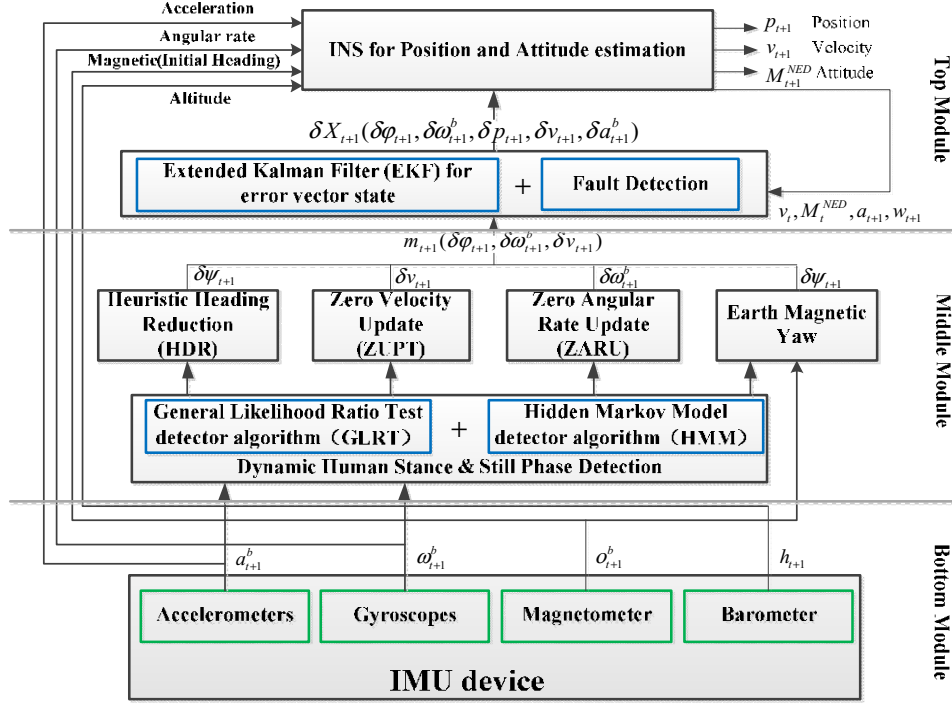 Acceleration
Angular rate
Magnetic(Initial Heading)
Altitude
INS for Position and Attitude estimation
p_{t+1} Position
v_{t+1} Velocity
M_{t+1}^{NED} Attitude
Top Module
δX_{t+1}(δφ_{t+1}, δω_{t+1}^b, δp_{t+1}, δv_{t+1}, δa_{t+1}^b)
Extended Kalman Filter (EKF) for
error vector state
+
Fault Detection
v_t, M_t^{NED}, a_{t+1}, w_{t+1}
m_{t+1}(δφ_{t+1}, δω_{t+1}^b, δv_{t+1})
δψ_{t+1}
δv_{t+1}
δω_{t+1}^b
δψ_{t+1}
Heuristic Heading
Reduction
(HDR)
Zero Velocity
Update
(ZUPT)
Zero Angular
Rate Update
(ZARU)
Earth Magnetic
Yaw
Middle Module
General Likelihood Ratio Test
detector algorithm（GLRT）
+
Hidden Markov Model
detector algorithm（HMM）
Dynamic Human Stance & Still Phase Detection
a_{t+1}^b
ω_{t+1}^b
o_{t+1}^b
h_{t+1}
Bottom Module
Accelerometers
Gyroscopes
Magnetometer
Barometer
IMU device